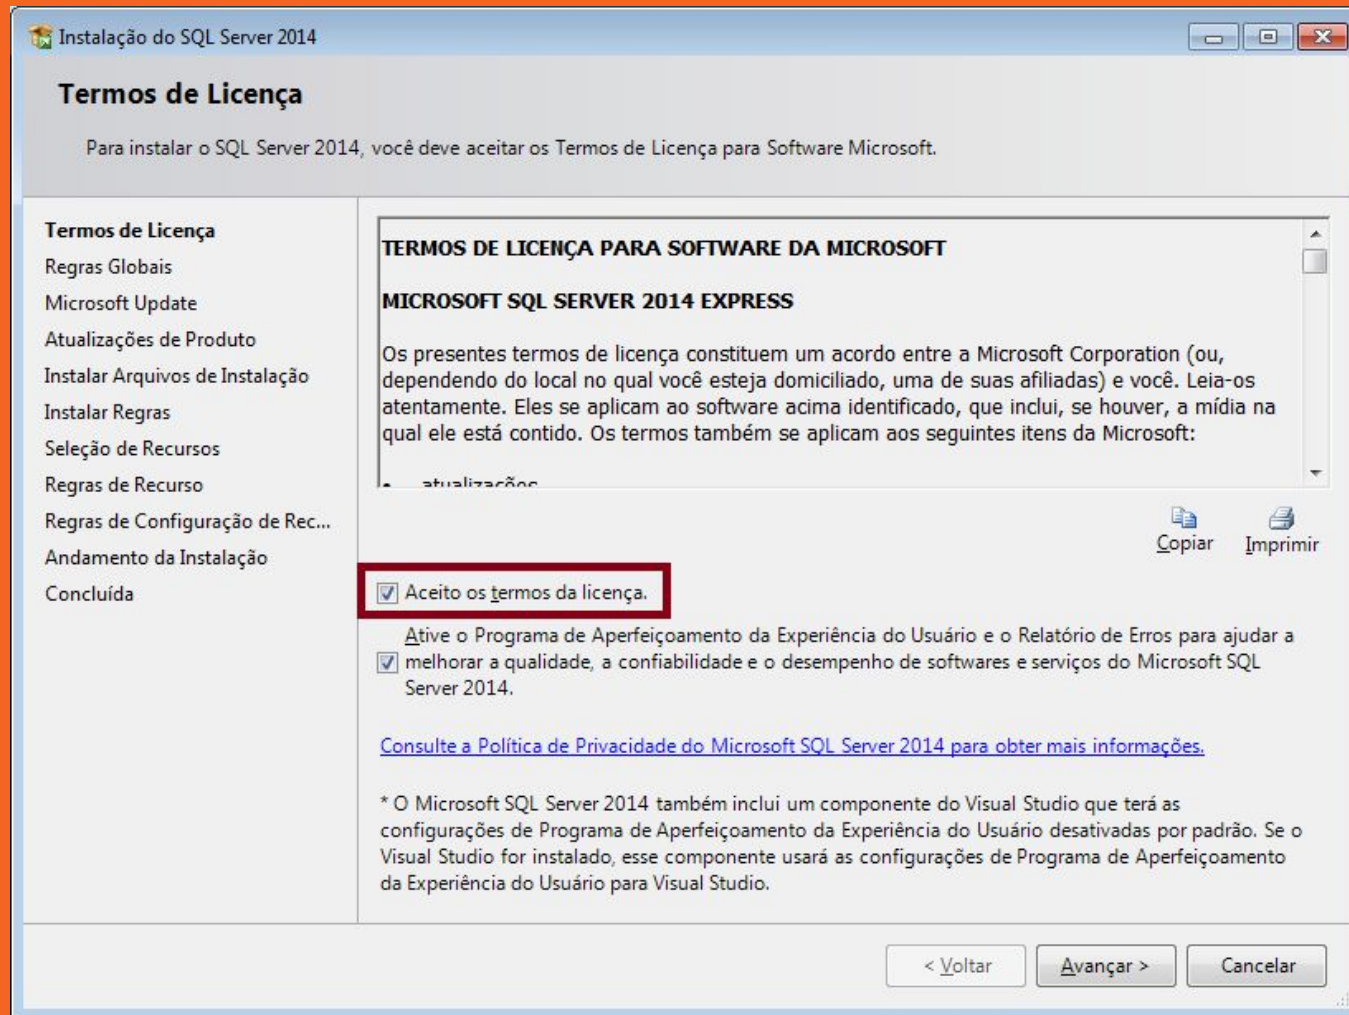 Instalação do SQL Server 2014
Termos de Licença
Para instalar o SQL Server 2014, você deve aceitar os Termos de Licença para Software Microsoft.
Termos de Licença
Regras Globais
Microsoft Update
Atualizações de Produto
Instalar Arquivos de Instalação
Instalar Regras
Seleção de Recursos
Regras de Recurso
Regras de Configuração de Rec...
Andamento da Instalação
Concluída
TERMOS DE LICENÇA PARA SOFTWARE DA MICROSOFT
MICROSOFT SQL SERVER 2014 EXPRESS
Os presentes termos de licença constituem um acordo entre a Microsoft Corporation (ou,
dependendo do local no qual você esteja domiciliado, uma de suas afiliadas) e você. Leia-os
atentamente. Eles se aplicam ao software acima identificado, que inclui, se houver, a mídia na
qual ele está contido. Os termos também se aplicam aos seguintes itens da Microsoft:
• atualizações
Copiar Imprimir
Aceito os termos da licença.
Ative o Programa de Aperfeiçoamento da Experiência do Usuário e o Relatório de Erros para ajudar a
melhorar a qualidade, a confiabilidade e o desempenho de softwares e serviços do Microsoft SQL
Server 2014.
Consulte a Política de Privacidade do Microsoft SQL Server 2014 para obter mais informações.
* O Microsoft SQL Server 2014 também inclui um componente do Visual Studio que terá as
configurações de Programa de Aperfeiçoamento da Experiência do Usuário desativadas por padrão. Se o
Visual Studio for instalado, esse componente usará as configurações de Programa de Aperfeiçoamento
da Experiência do Usuário para Visual Studio.
< Voltar Avançar > Cancelar